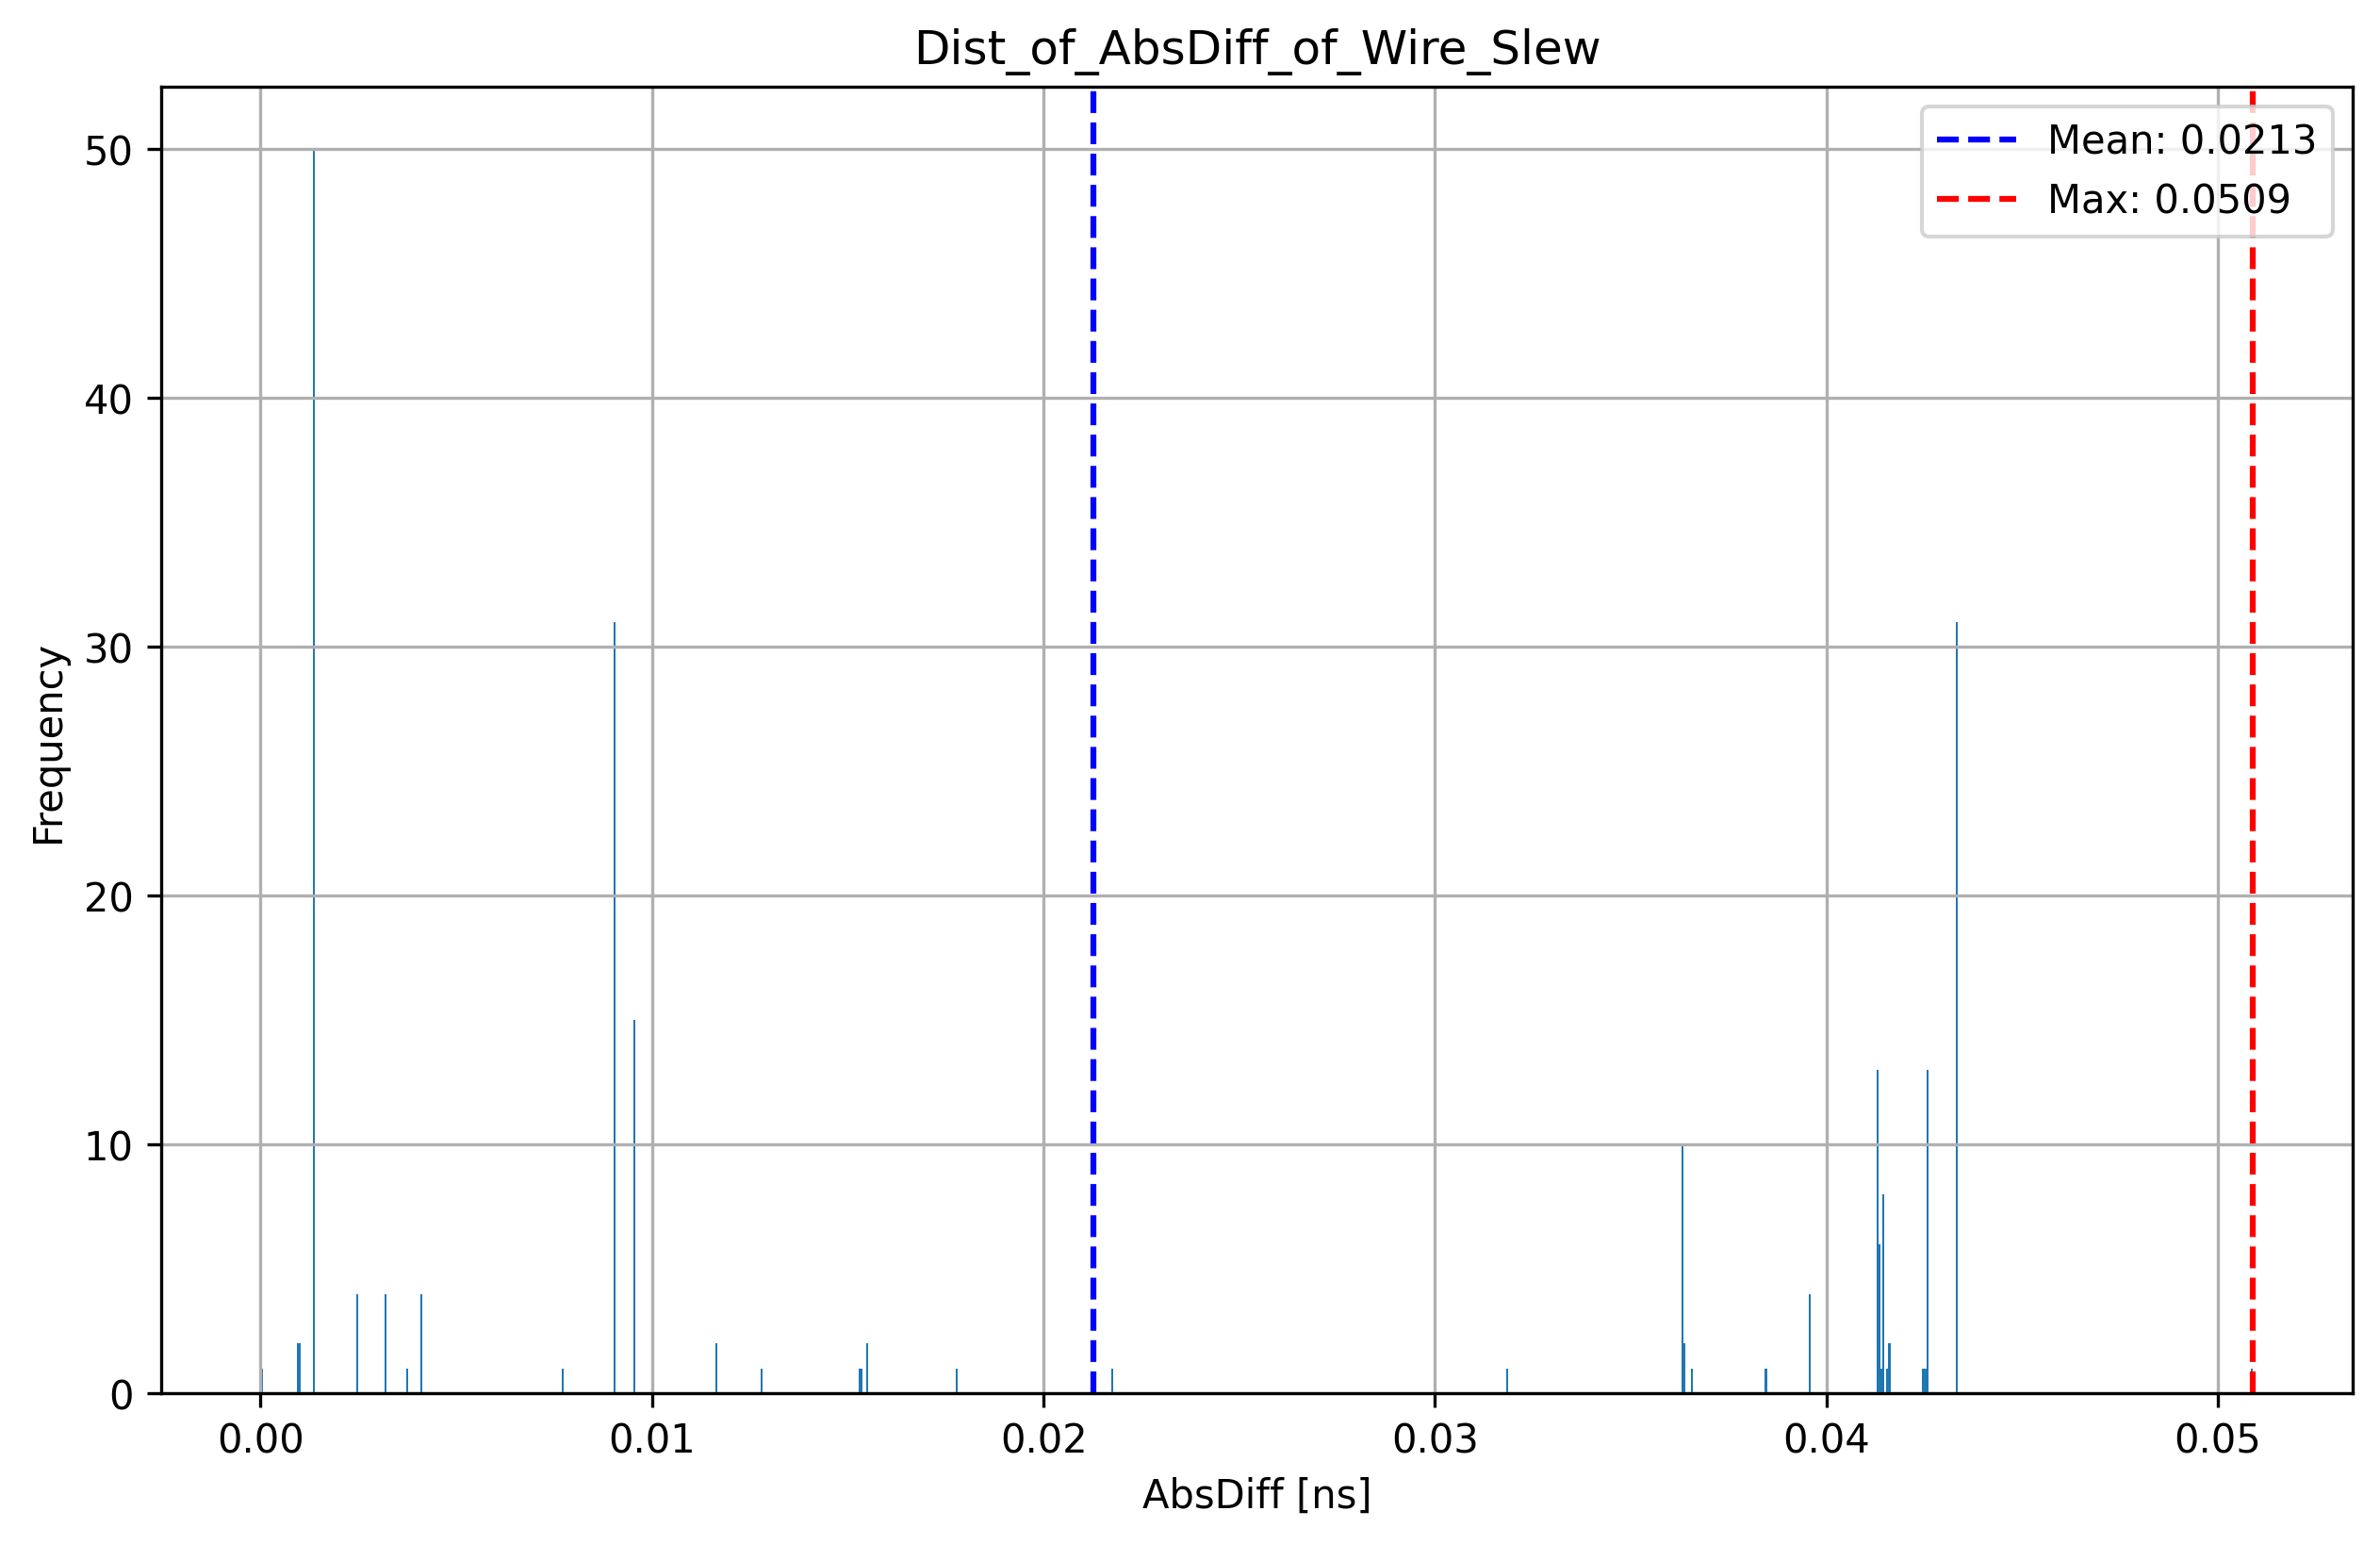 Dist_of_AbsDiff_of_Wire_Slew
Mean: 0.0213
Max: 0.0509
Frequency
50
40
30
20
10
0
0.00 0.01 0.02 0.03 0.04 0.05
AbsDiff [ns]